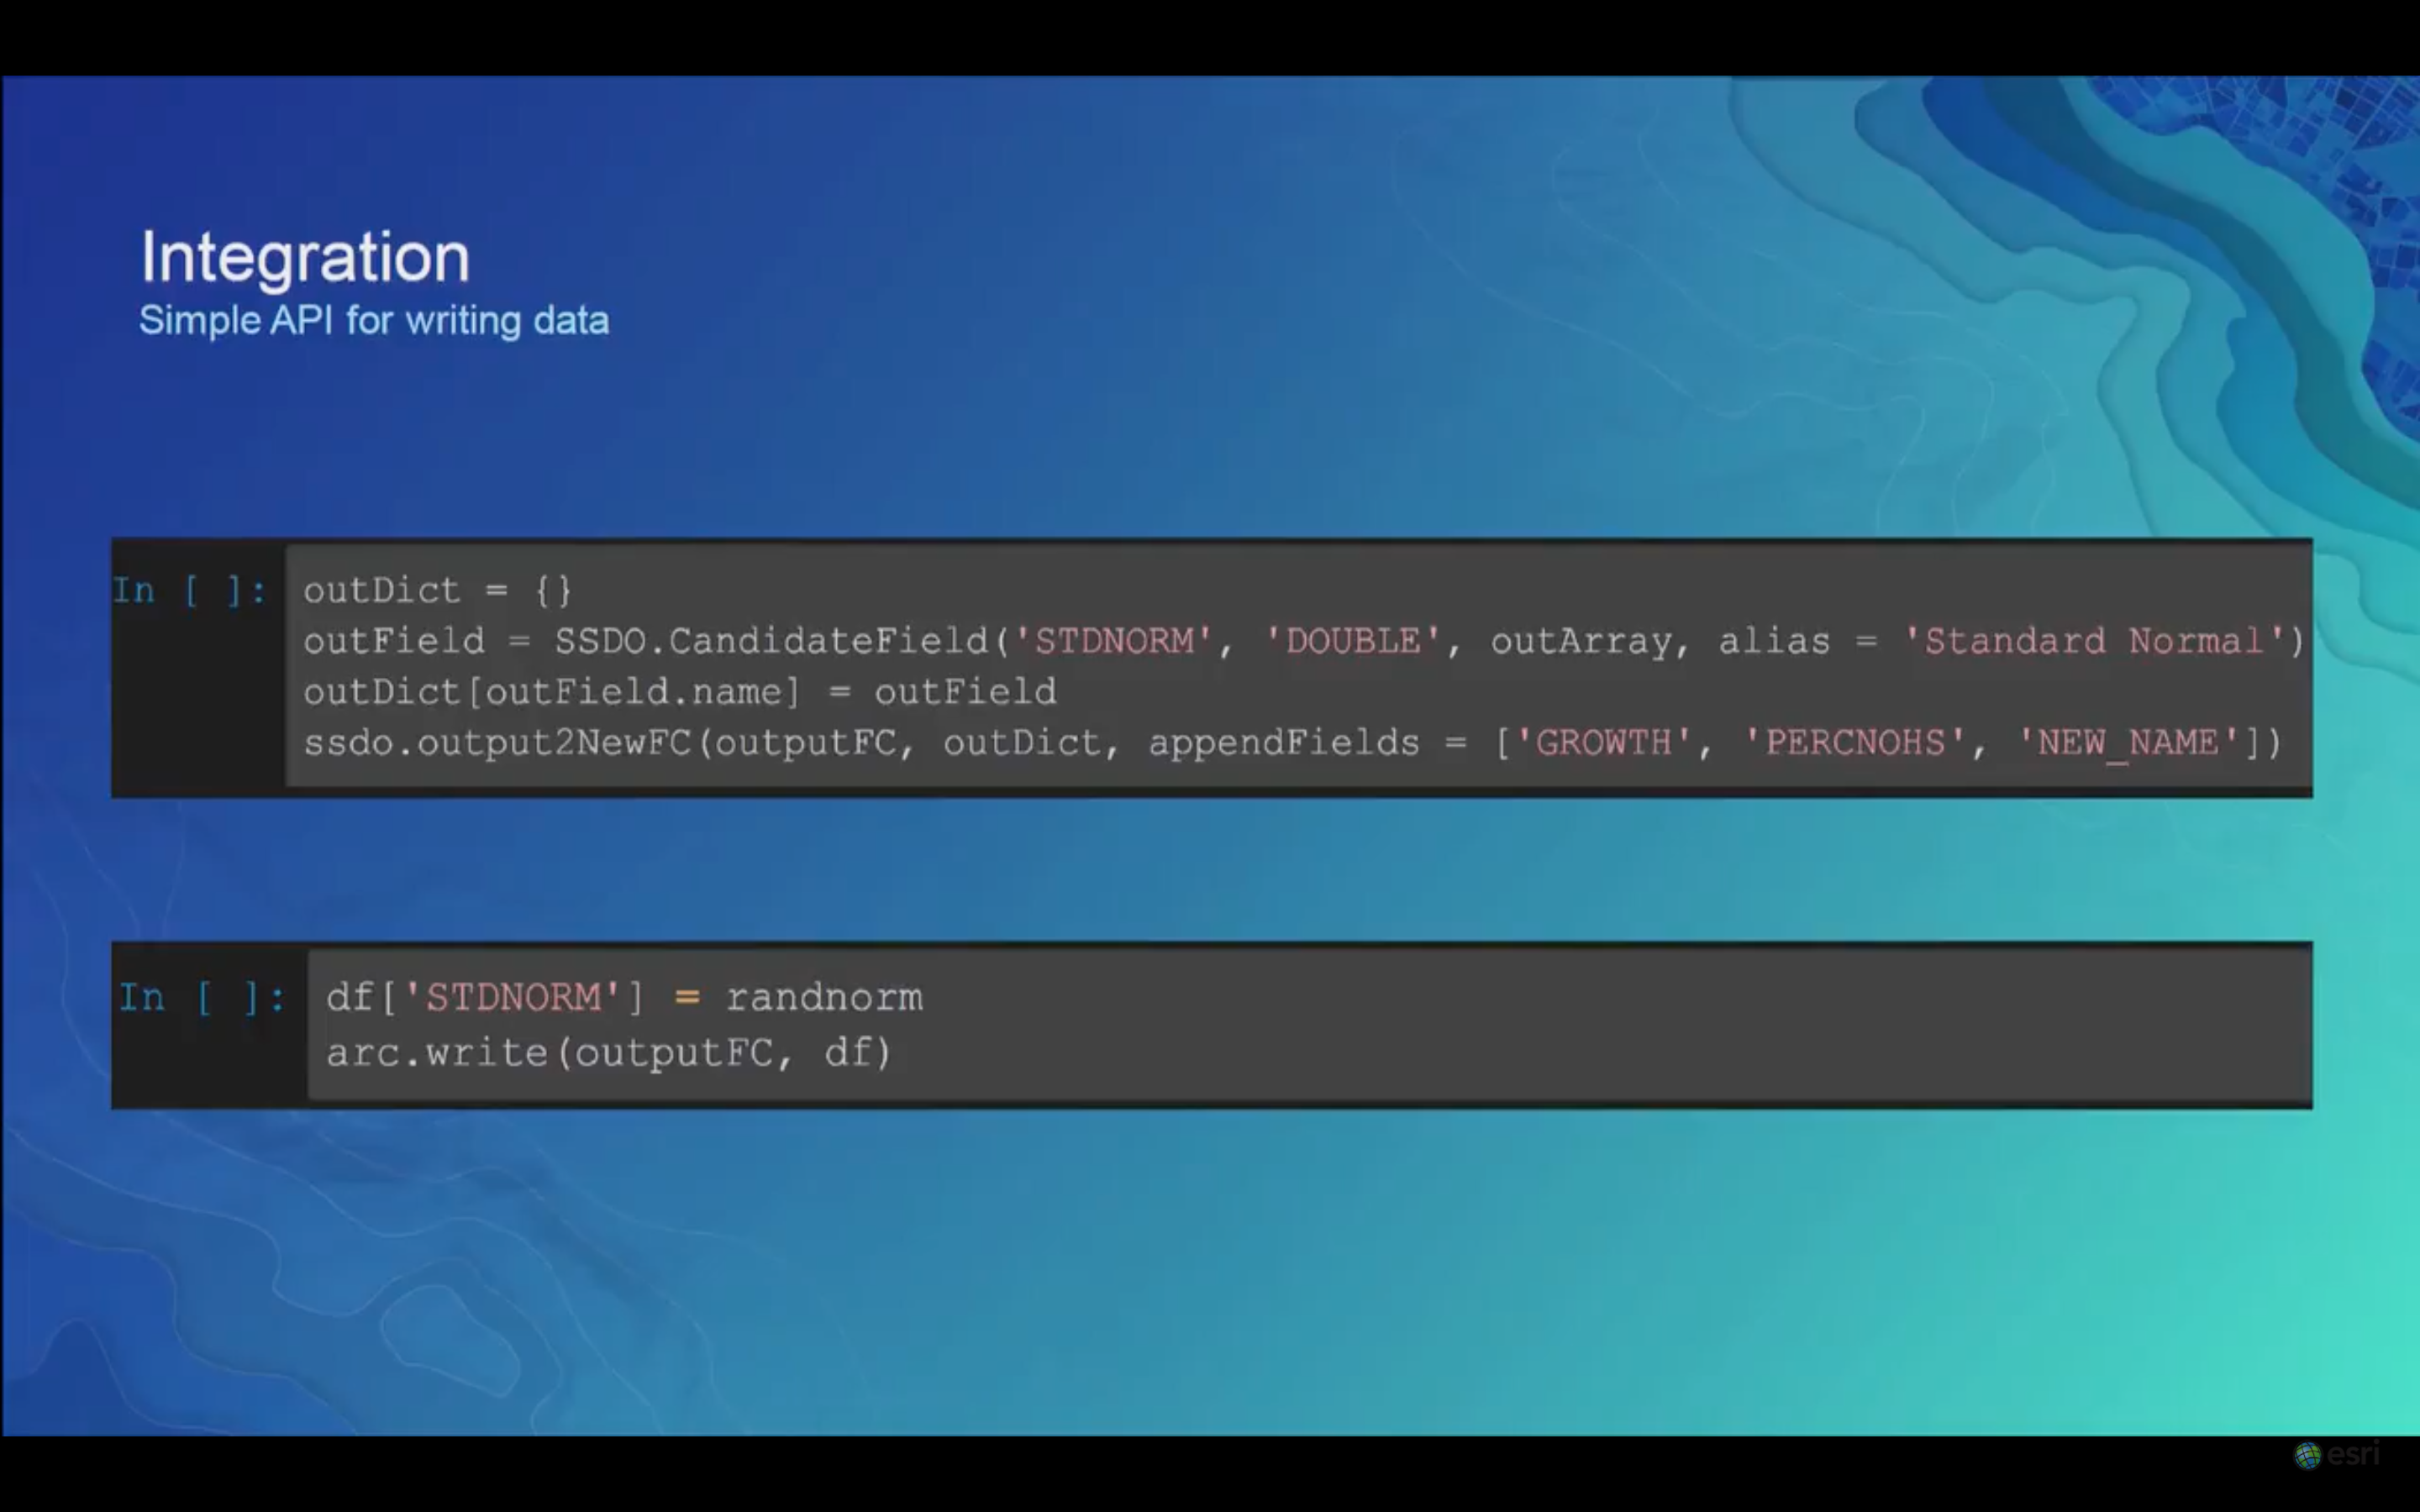 Integration
Simple API for writing data
In [ ]: outDict = {}
outField = SSDO.CandidateField('STDNORM', 'DOUBLE', outArray, alias = 'Standard Normal')
outDict[outField.name] = outField
ssdo.output2NewFC(outputFC, outDict, appendFields = ['GROWTH', 'PERCNOHS', 'NEW_NAME'])
In [ ]: df['STDNORM'] = randnorm
arc.write(outputFC, df)
esri